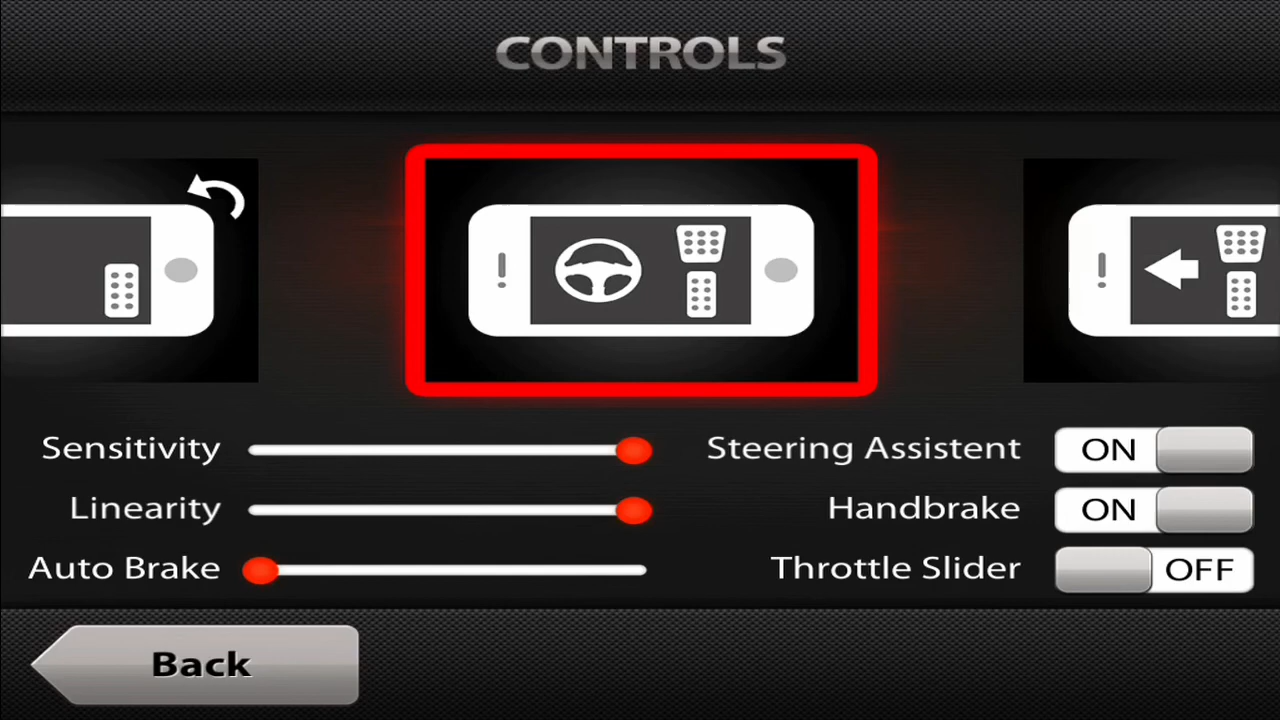 CONTROLS
Sensitivity
Steering Assistent
ON
Linearity
Handbrake
ON
Auto Brake
Throttle Slider
OFF
Back